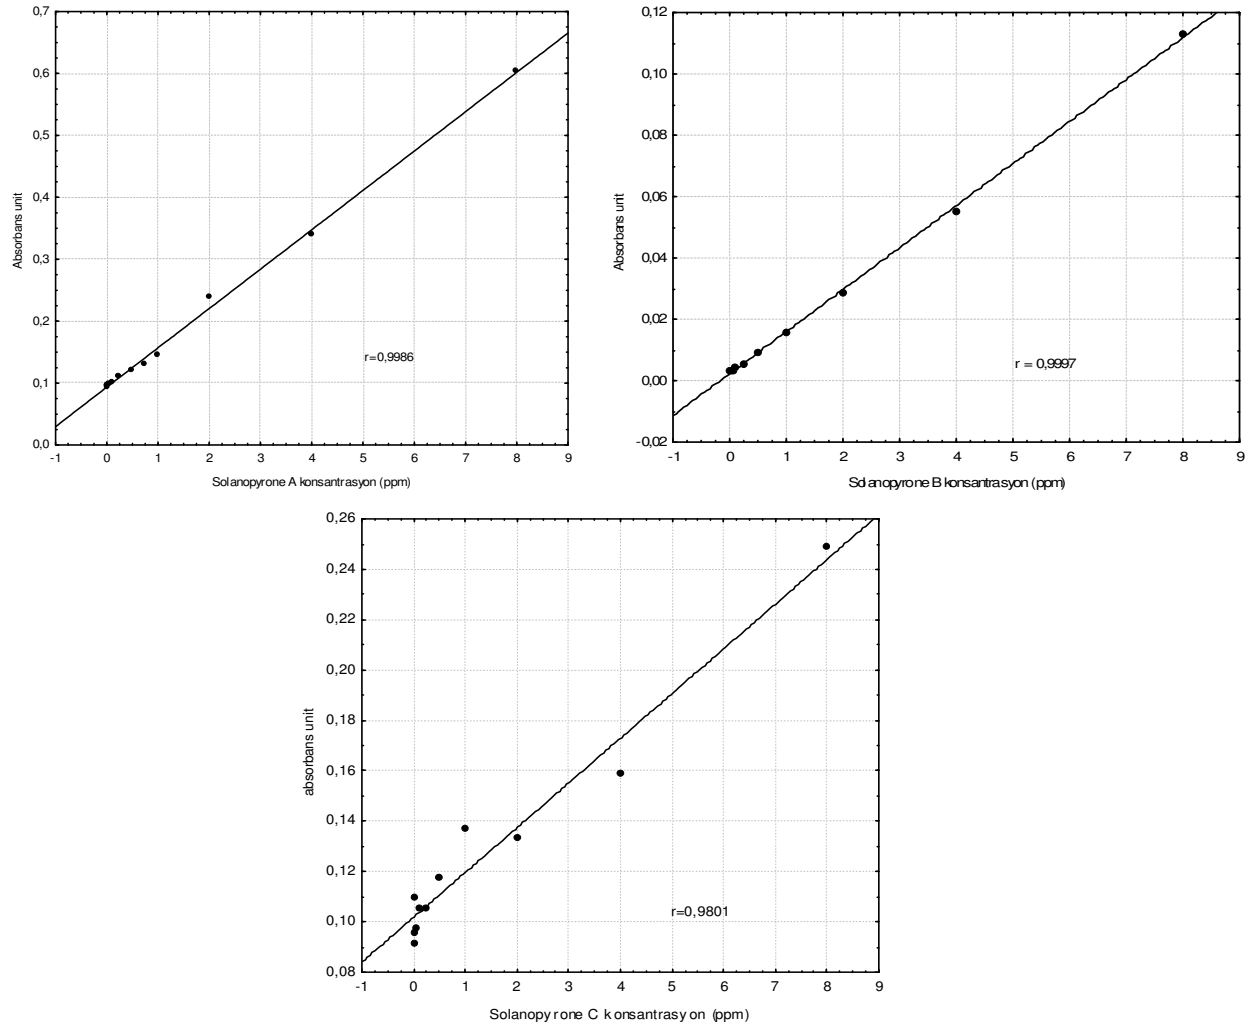 0,7
0,6
0,5
0,4
0,3
0,2
0,1
0,0
Absorbans unit
r=0,9986
-1 0 1 2 3 4 5 6 7 8 9
Solanopyrone A konsantrasyon (ppm)
0,12
0,10
0,08
0,06
0,04
0,02
0,00
-0,02
Absorbans unit
r = 0,9997
-1 0 1 2 3 4 5 6 7 8 9
Solanopyrone B konsantrasyon (ppm)
0,26
0,24
0,22
0,20
0,18
0,16
0,14
0,12
0,10
0,08
absorbans unit
r=0,9801
-1 0 1 2 3 4 5 6 7 8 9
Solanopyrone C konsantrasyon (ppm)